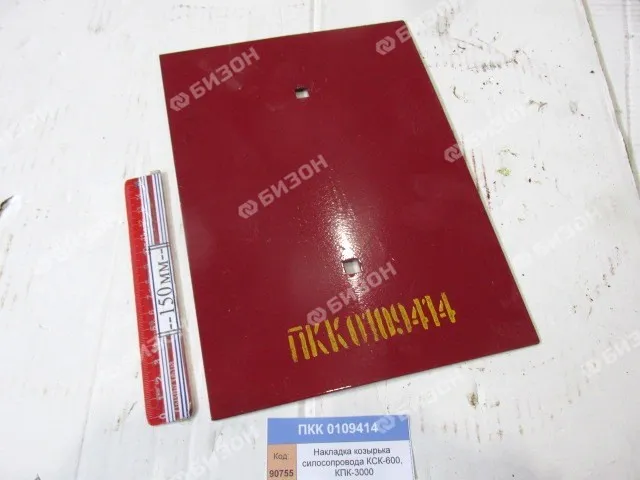 БИЗОН
БИЗОН
БИЗОН
БИЗОН
БИЗОН
|--150мм--|
ПКК0109414
ПКК 0109414
Код:
90755
Накладка козырька
силосопровода КСК-600,
КПК-3000